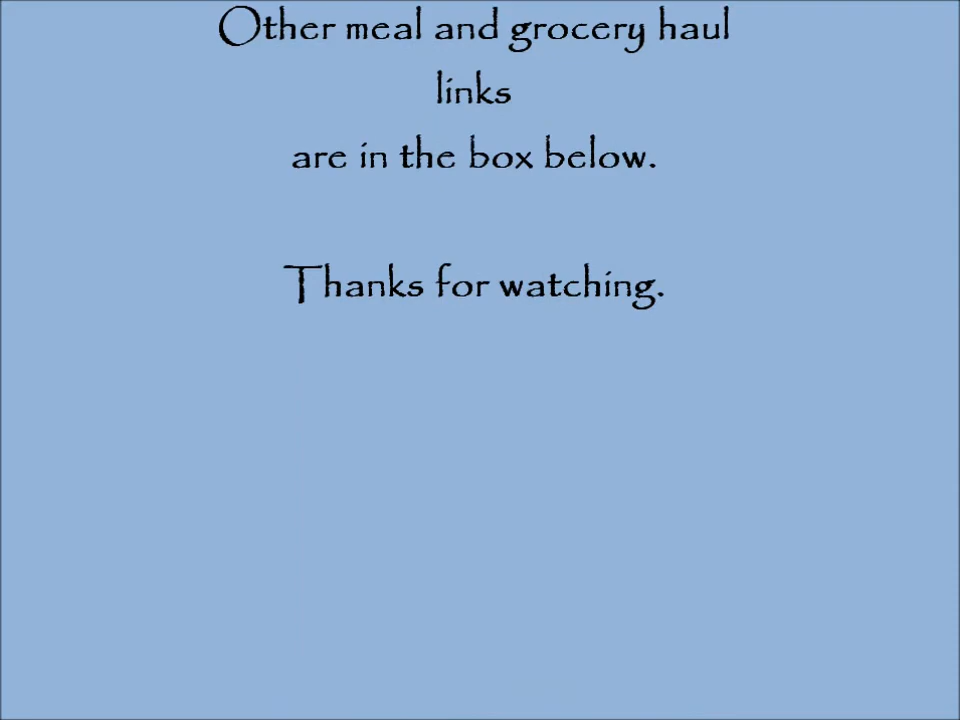 Other meal and grocery haul
links
are in the box below.
Thanks for watching.